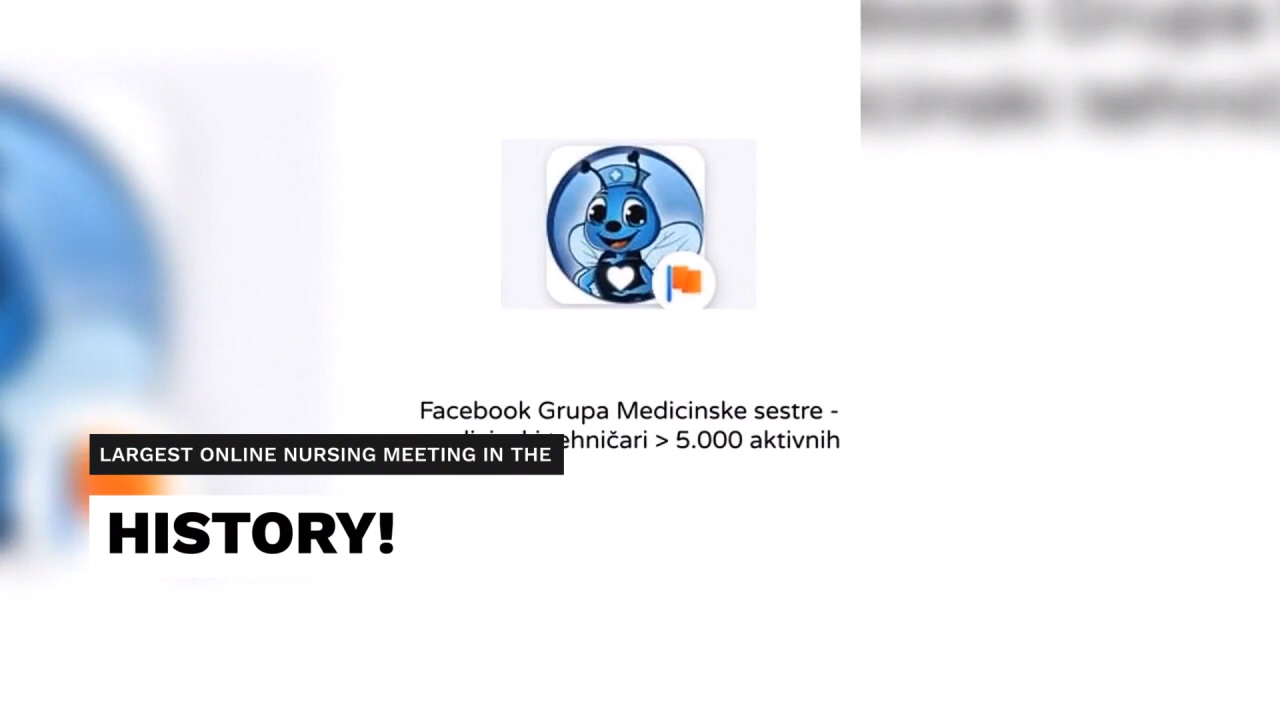 Facebook Grupa Medicinske sestre -
tehničari > 5.000 aktivnih
LARGEST ONLINE NURSING MEETING IN THE
HISTORY!